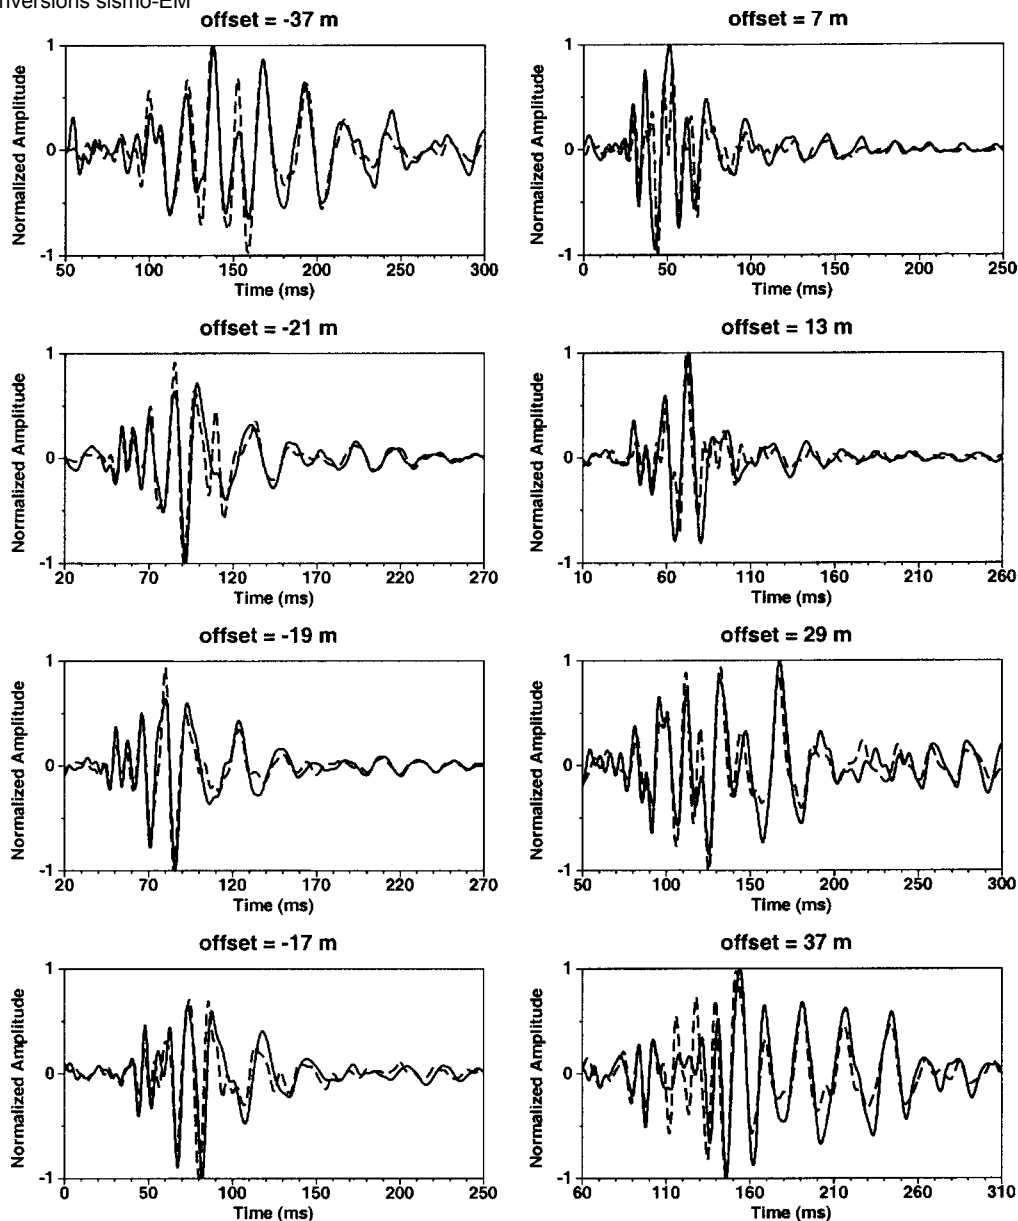 nversions sismo-EM
offset = -37 m
Normalized Amplitude
1
0
-1
50 100 150 200 250 300
Time (ms)
offset = 7 m
Normalized Amplitude
1
0
-1
0 50 100 150 200 250
Time (ms)
offset = -21 m
Normalized Amplitude
1
0
-1
20 70 120 170 220 270
Time (ms)
offset = 13 m
Normalized Amplitude
1
0
-1
10 60 110 160 210 260
Time (ms)
offset = -19 m
Normalized Amplitude
1
0
-1
20 70 120 170 220 270
Time (ms)
offset = 29 m
Normalized Amplitude
1
0
-1
50 100 150 200 250 300
Time (ms)
offset = -17 m
Normalized Amplitude
1
0
-1
0 50 100 150 200 250
Time (ms)
offset = 37 m
Normalized Amplitude
1
0
-1
60 110 160 210 260 310
Time (ms)